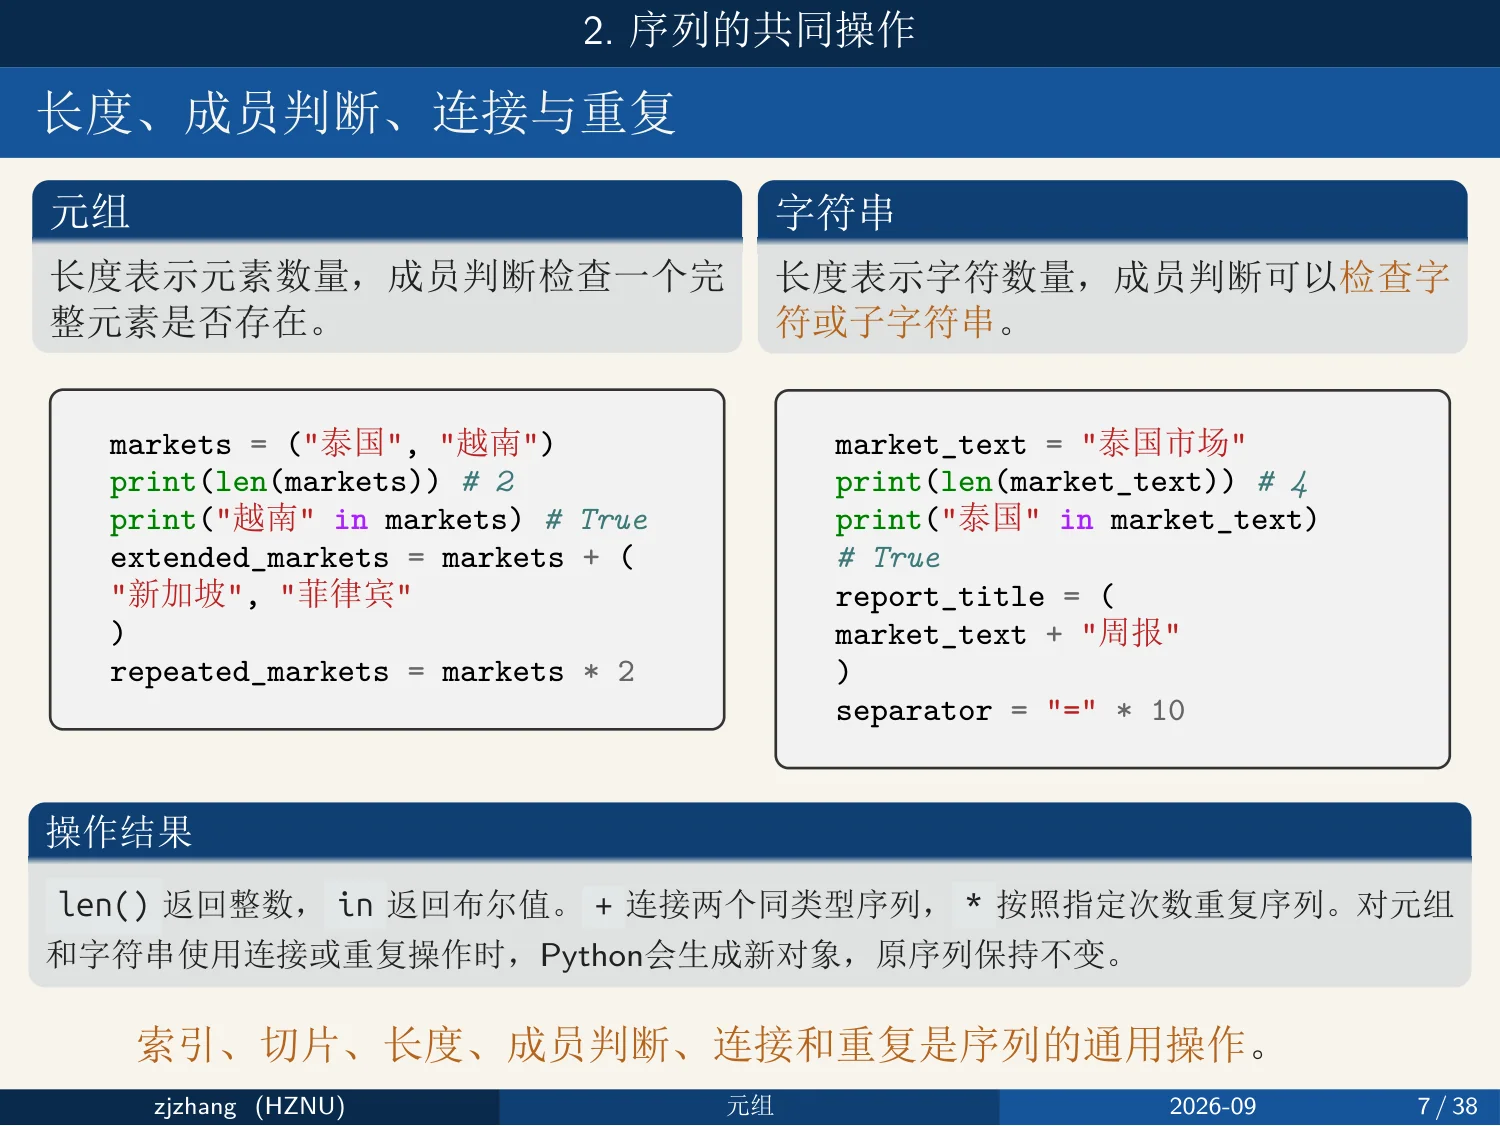 2. 序列的共同操作
长度、成员判断、连接与重复
元组
长度表示元素数量，成员判断检查一个完
整元素是否存在。
markets = ("泰国", "越南")
print(len(markets)) # 2
print("越南" in markets) # True
extended_markets = markets + (
"新加坡", "菲律宾"
)
repeated_markets = markets * 2
字符串
长度表示字符数量，成员判断可以检查字
符或子字符串。
market_text = "泰国市场"
print(len(market_text)) # 4
print("泰国" in market_text)
# True
report_title = (
market_text + "周报"
)
separator = "=" * 10
操作结果
len() 返回整数， in 返回布尔值。 + 连接两个同类型序列， * 按照指定次数重复序列。对元组
和字符串使用连接或重复操作时，Python会生成新对象，原序列保持不变。
索引、切片、长度、成员判断、连接和重复是序列的通用操作。
zjzhang (HZNU) 元组 2026-09 7 / 38